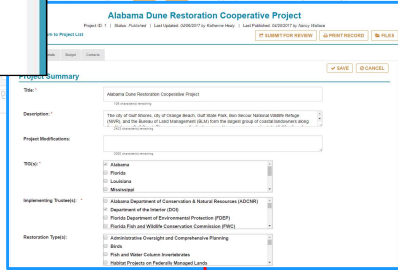 Alabama Dune Restoration Cooperative Project
Project ID: 1 | Status: Published | Last Updated: 04/06/2017 by Katherine Healy | Last Published: 04/20/2017 by Nancy Wallace
to Project List
SUBMIT FOR REVIEW PRINT RECORD FILES
Budget Contacts
SAVE CANCEL
Project Summary
Title: *
Alabama Dune Restoration Cooperative Project
characters remaining
Description: *
The city of Gulf Shores, city of Orange Beach, Gulf State Park, Bon Secour National Wildlife Refuge
(NWR), and the Bureau of Land Management (BLM) form the largest group of coastal landowners along
characters remaining
Project Modifications:
characters remaining
TIG(s): *
Alabama
Florida
Louisiana
Mississippi
Implementing Trustee(s): *
Alabama Department of Conservation & Natural Resources (ADCNR)
Department of the Interior (DOI)
Florida Department of Environmental Protection (FDEP)
Florida Fish and Wildlife Conservation Commission (FWC)
Restoration Type(s):
Administrative Oversight and Comprehensive Planning
Birds
Fish and Water Column Invertebrates
Habitat Projects on Federally Managed Lands